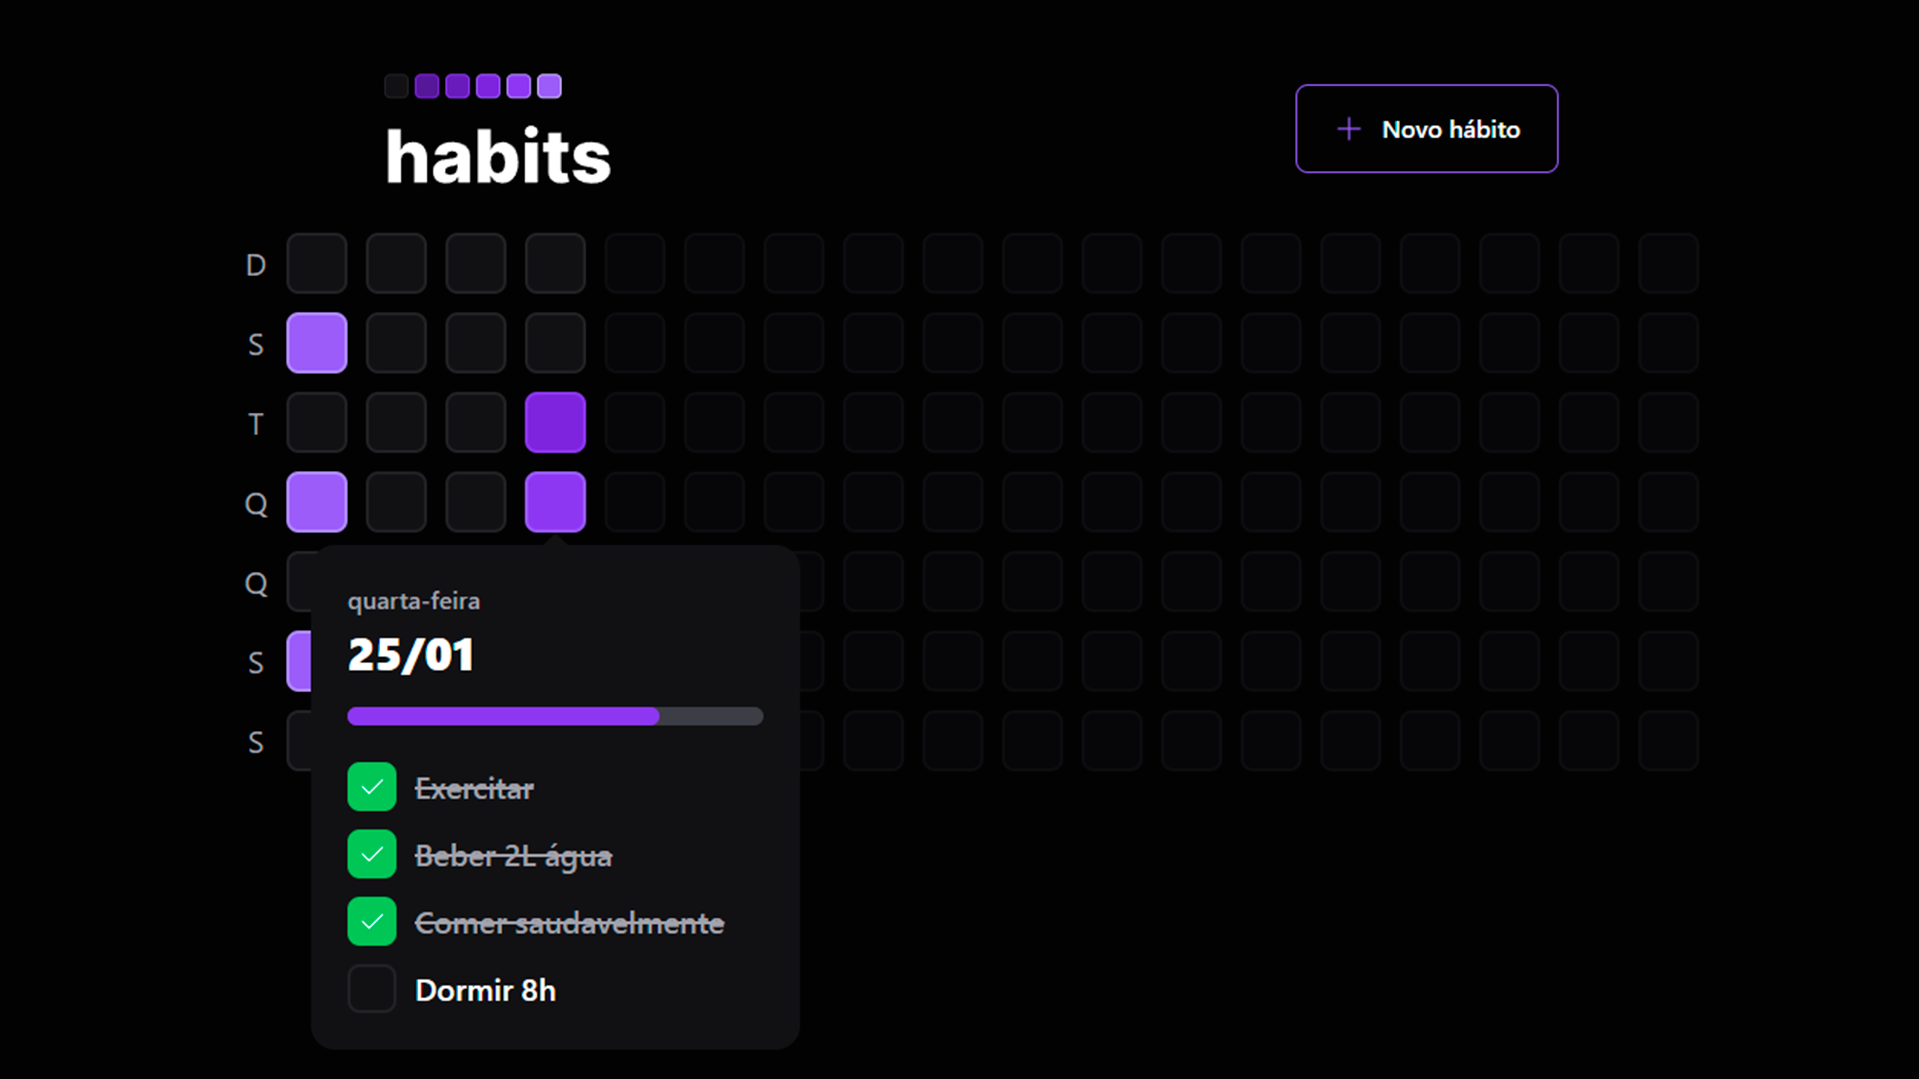 habits
Novo hábito
D
S
T
Q
Q
S
S
quarta-feira
25/01
Exercitar
Beber 2L água
Comer saudavelmente
Dormir 8h